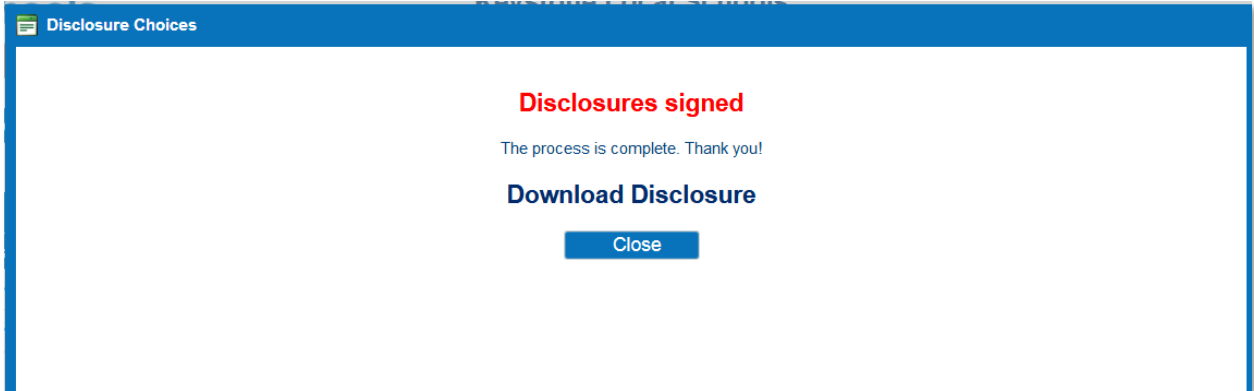 Disclosure Choices
Disclosures signed
The process is complete. Thank you!
Download Disclosure
Close